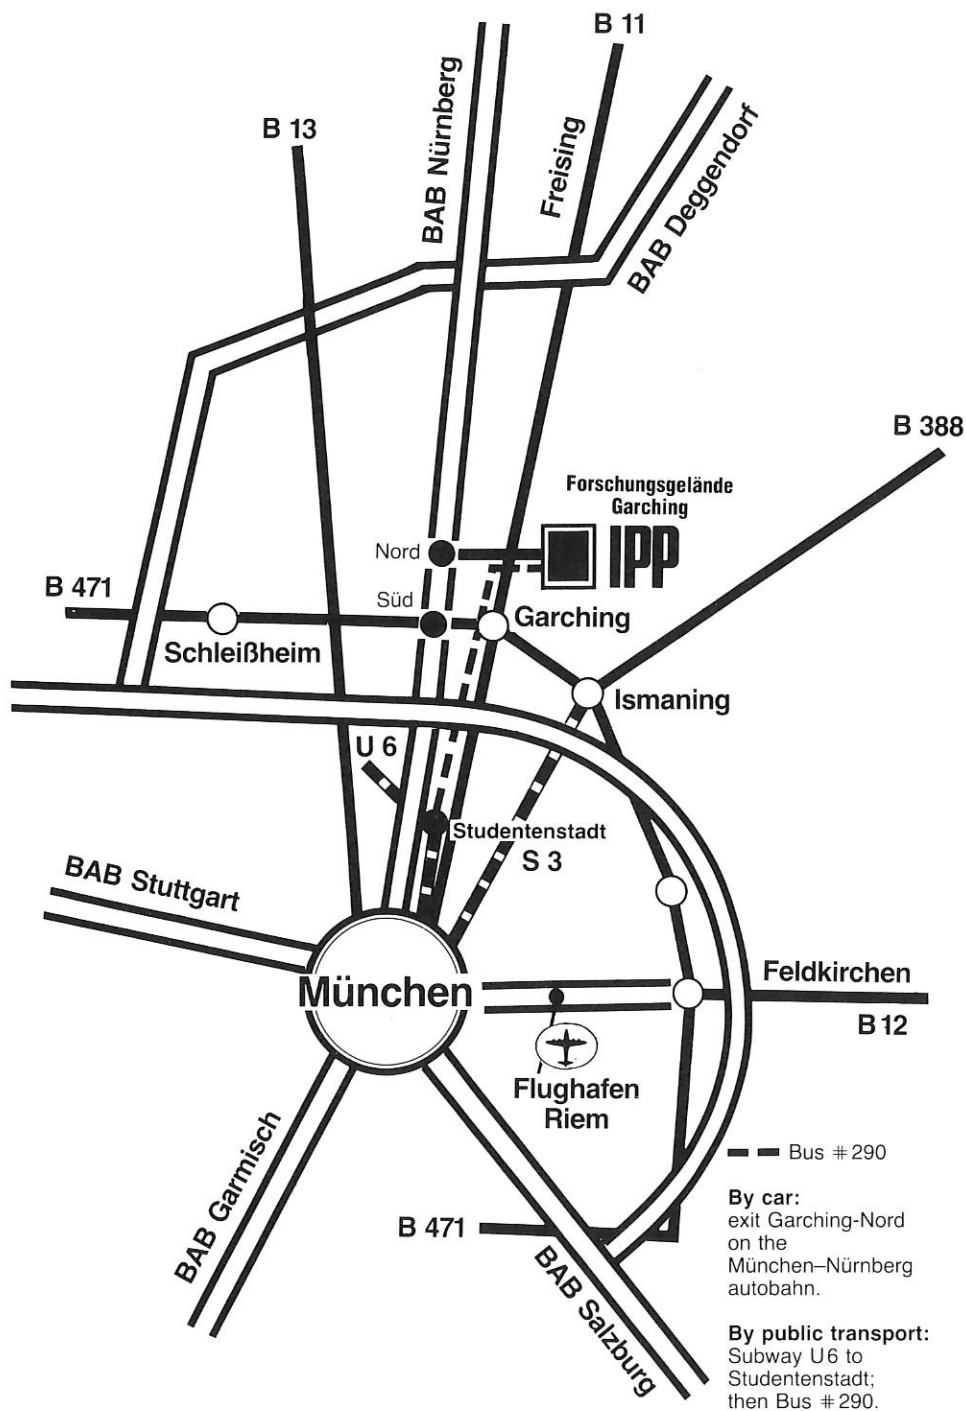 B 11
B 13
BAB Nürnberg
Freising
BAB Deggendorf
B 388
Forschungsgelände
Garching
IPP
Nord
B 471
Süd
Garching
Schleißheim
Ismaning
U 6
Studentenstadt
S 3
BAB Stuttgart
München
Feldkirchen
B 12
Flughafen
Riem
BAB Garmisch
B 471
BAB Salzburg
Bus #290
By car:
exit Garching-Nord
on the
München–Nürnberg
autobahn.
By public transport:
Subway U6 to
Studentenstadt;
then Bus #290.